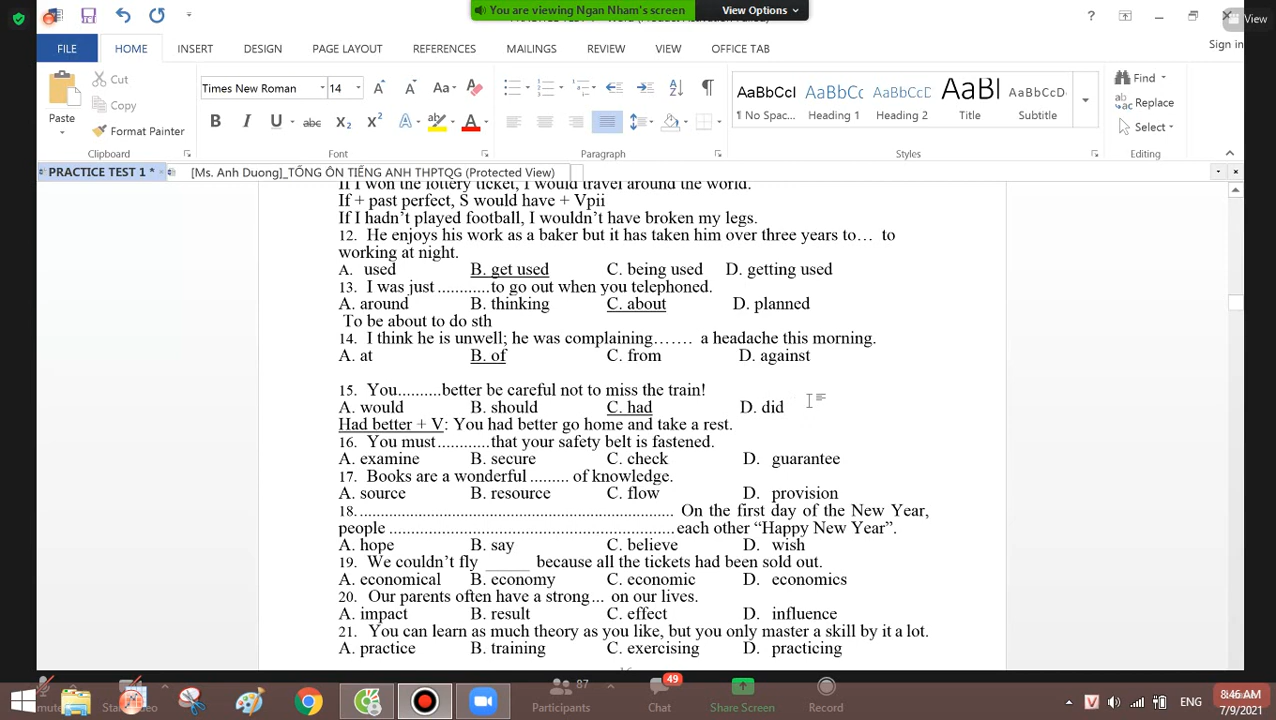 You are viewing Ngan Nham's screen
View Options
View
Sign in
FILE
HOME
INSERT
DESIGN
PAGE LAYOUT
REFERENCES
MAILINGS
REVIEW
VIEW
OFFICE TAB
Paste
Cut
Copy
Format Painter
Times New Roman
14
AaBbCcI
AaBbCc
AaBbCcD
AaBl
AaBbCcD
¶ No Spac...
Heading 1
Heading 2
Title
Subtitle
Find
Replace
Select
Clipboard
Font
Paragraph
Styles
Editing
PRACTICE TEST 1 *
[Ms. Anh Duong]_TỔNG ÔN TIẾNG ANH THPTQG (Protected View)
If I won the lottery ticket, I would travel around the world.
If + past perfect, S would have + Vpii
If I hadn't played football, I wouldn't have broken my legs.
12. He enjoys his work as a baker but it has taken him over three years to… to
working at night.
A. used B. get used C. being used D. getting used
13. I was just ............to go out when you telephoned.
A. around B. thinking C. about D. planned
To be about to do sth
14. I think he is unwell; he was complaining……. a headache this morning.
A. at B. of C. from D. against
15. You..........better be careful not to miss the train!
A. would B. should C. had D. did
Had better + V: You had better go home and take a rest.
16. You must............that your safety belt is fastened.
A. examine B. secure C. check D. guarantee
17. Books are a wonderful ......... of knowledge.
A. source B. resource C. flow D. provision
18........................................................................ On the first day of the New Year,
people ................................................................ each other “Happy New Year”.
A. hope B. say C. believe D. wish
19. We couldn't fly _____ because all the tickets had been sold out.
A. economical B. economy C. economic D. economics
20. Our parents often have a strong... on our lives.
A. impact B. result C. effect D. influence
21. You can learn as much theory as you like, but you only master a skill by it a lot.
A. practice B. training C. exercising D. practicing
87
Participants
49
Chat
Share Screen
Record
8:46 AM
7/9/2021